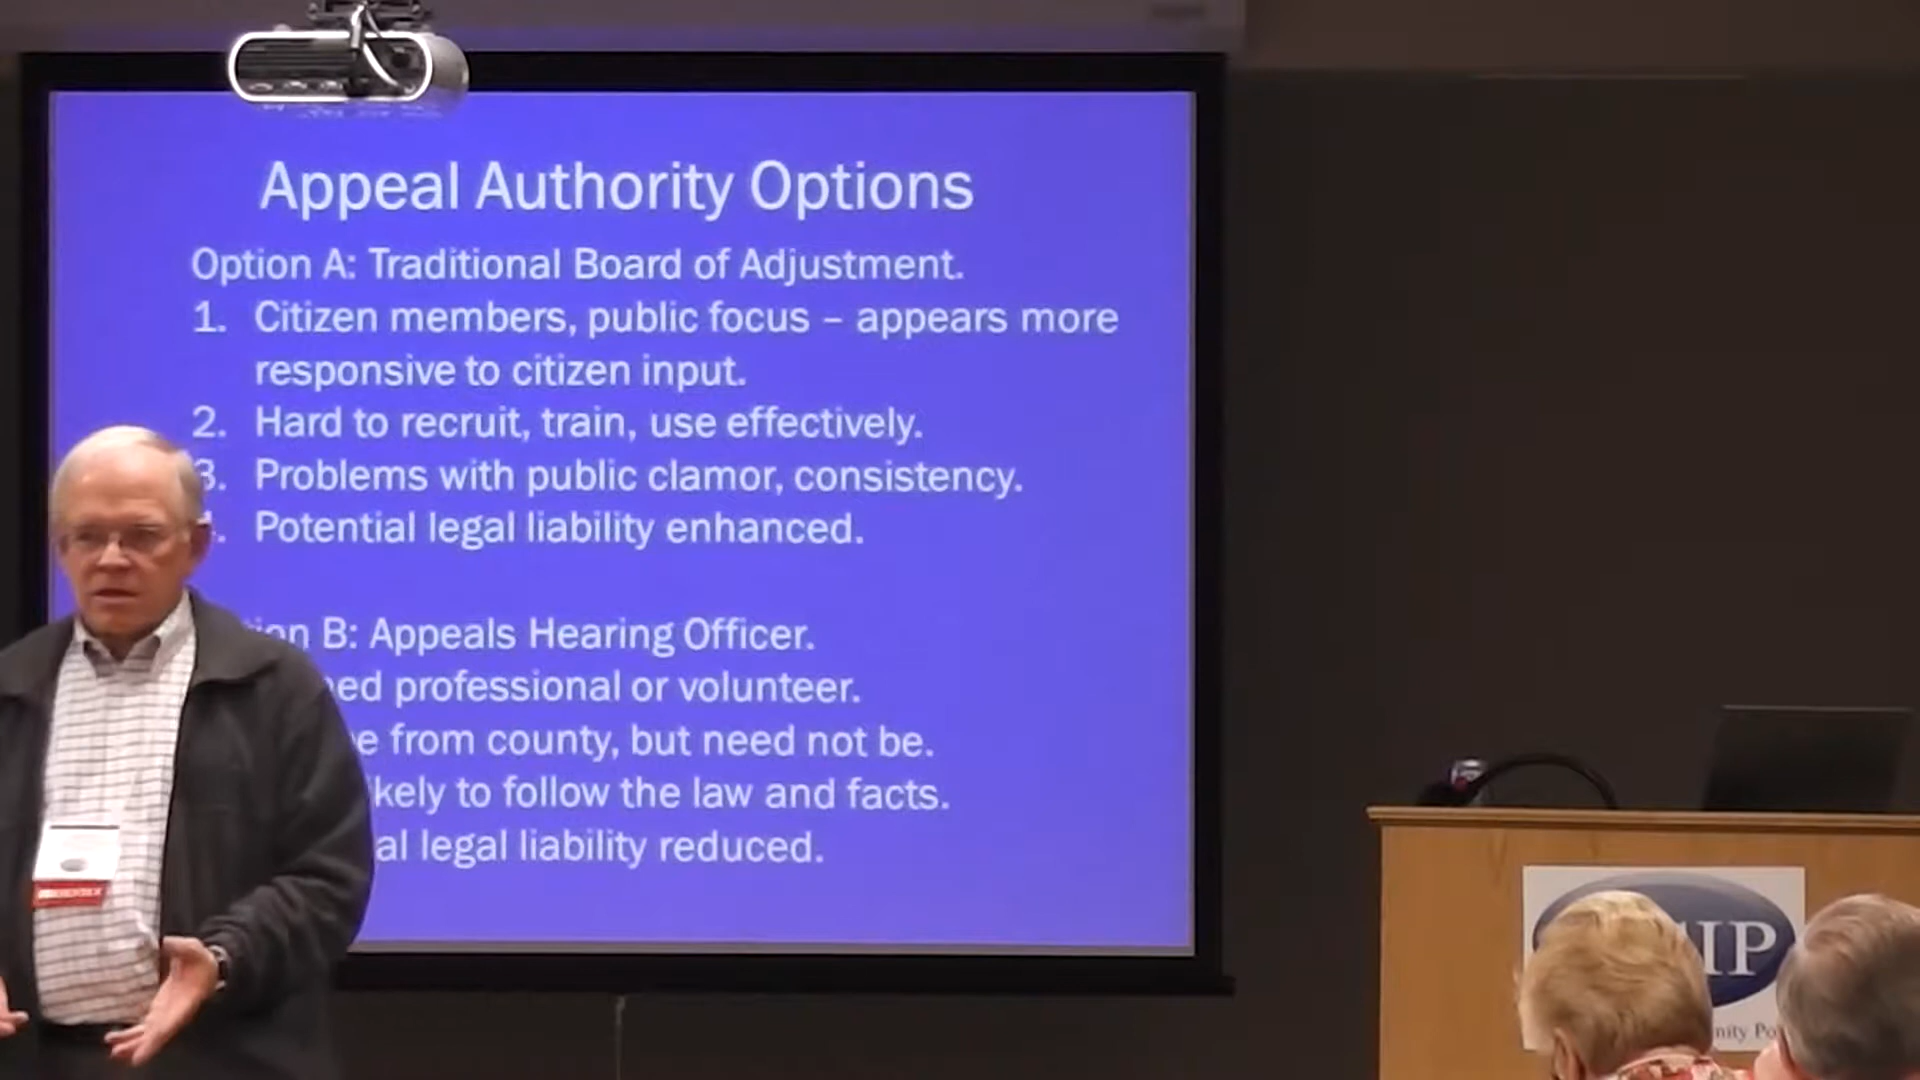 Appeal Authority Options
Option A: Traditional Board of Adjustment.
1. Citizen members, public focus – appears more
responsive to citizen input.
2. Hard to recruit, train, use effectively.
3. Problems with public clamor, consistency.
Potential legal liability enhanced.
B: Appeals Hearing Officer.
professional or volunteer.
from county, but need not be.
to follow the law and facts.
legal liability reduced.